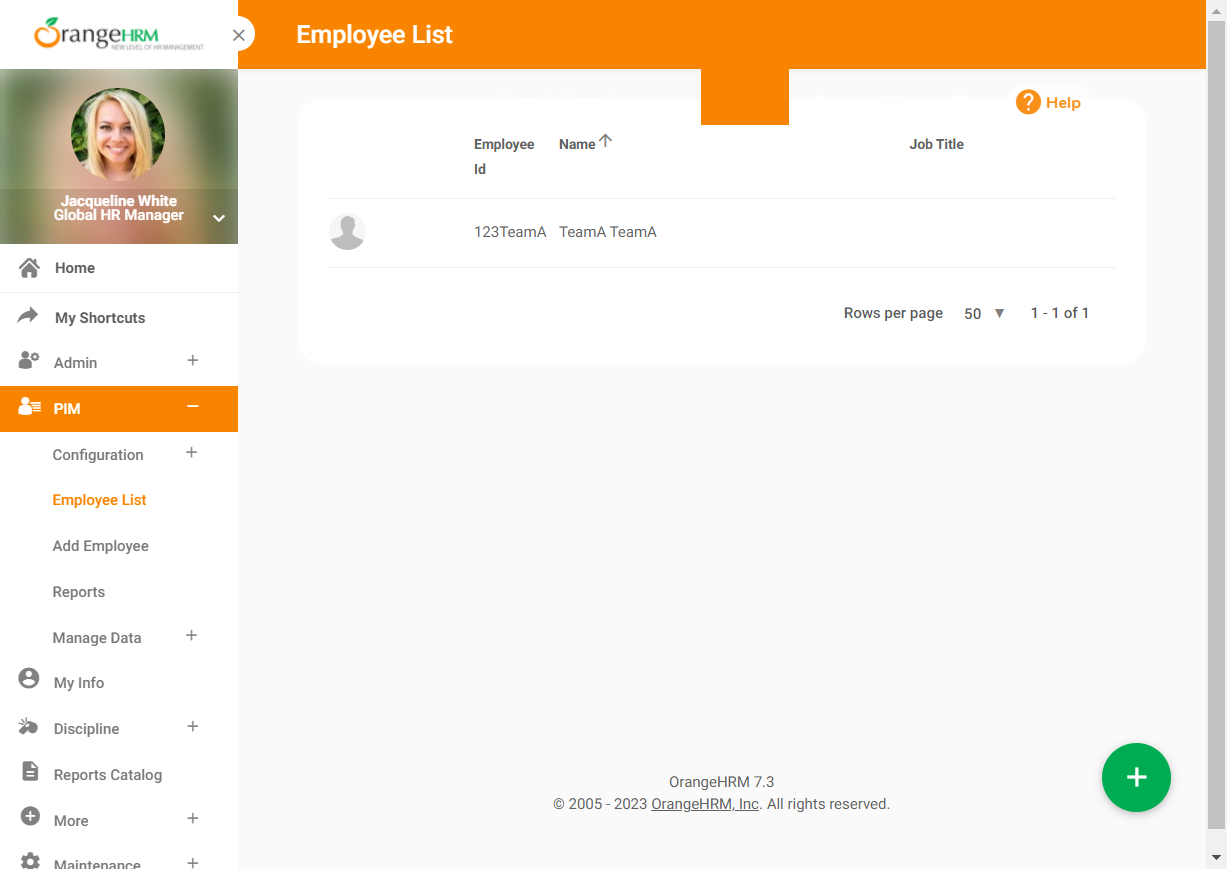 OrangeHRM
NEW LEVEL OF HR MANAGEMENT
Employee List
Jacqueline White
Global HR Manager
Home
My Shortcuts
Admin
PIM
Configuration
Employee List
Add Employee
Reports
Manage Data
My Info
Discipline
Reports Catalog
More
Maintenance
? Help
Employee Id
Name
Job Title
123TeamA TeamA TeamA
Rows per page 50 1 - 1 of 1
OrangeHRM 7.3
© 2005 - 2023 OrangeHRM, Inc. All rights reserved.